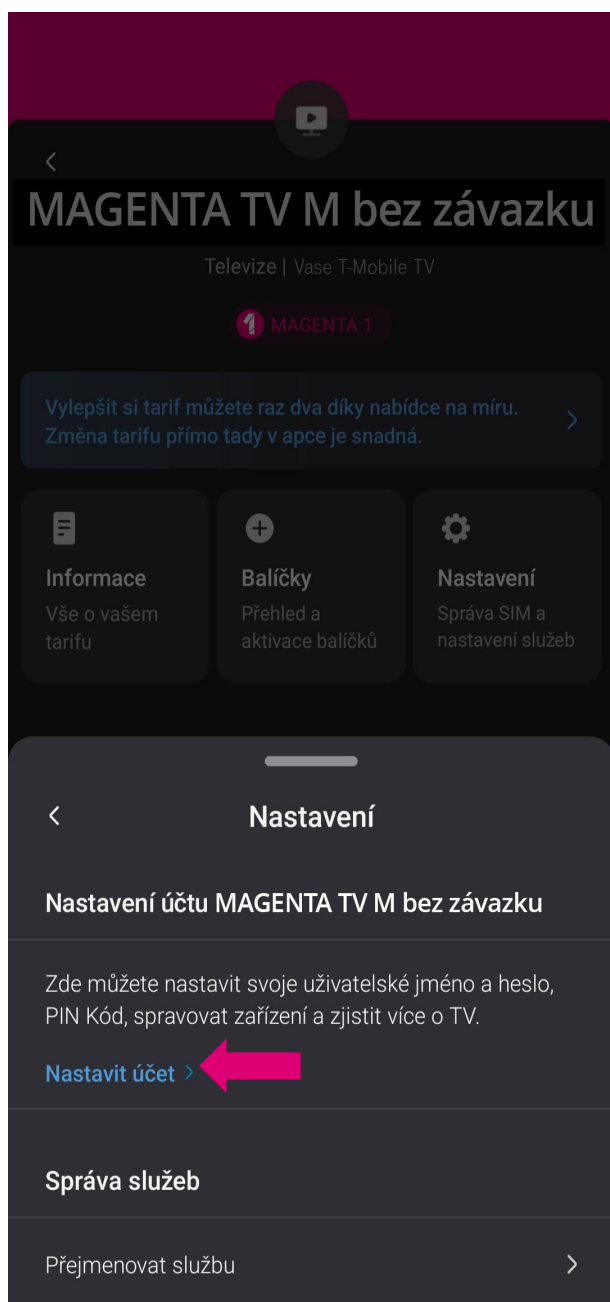 MAGENTA TV M bez závazku
Televize | Vase T-Mobile TV
1 MAGENTA 1
Vylepšit si tarif můžete raz dva díky nabídce na míru.
Změna tarifu přímo tady v apce je snadná.
Informace
Vše o vašem
tarifu
Balíčky
Přehled a
aktivace balíčků
Nastavení
Správa SIM a
nastavení služeb
Nastavení
Nastavení účtu MAGENTA TV M bez závazku
Zde můžete nastavit svoje uživatelské jméno a heslo,
PIN Kód, spravovat zařízení a zjistit více o TV.
Nastavit účet
Správa služeb
Přejmenovat službu